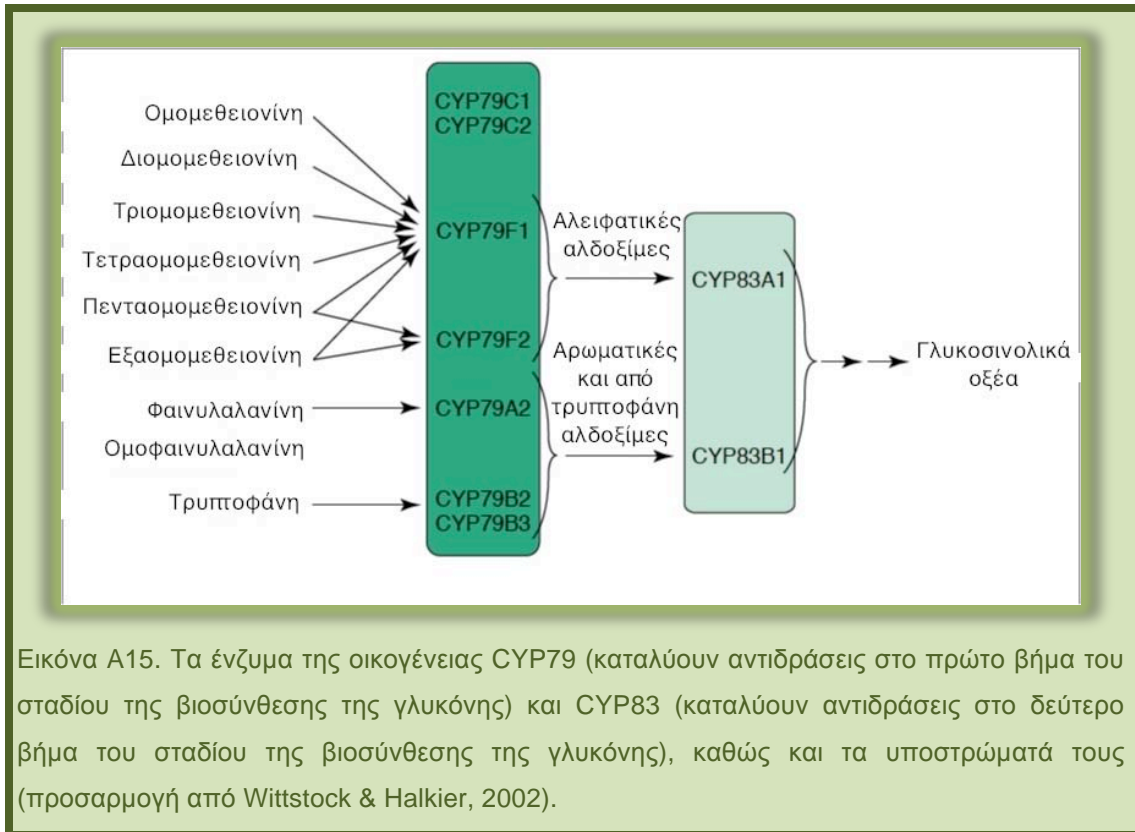 Ομομεθειονίνη
Διομομεθειονίνη
Τριομομεθειονίνη
Τετραομομεθειονίνη
Πενταομομεθειονίνη
Εξαομομεθειονίνη
Φαινυλαλανίνη
Ομοφαινυλαλανίνη
Τρυπτοφάνη
CYP79C1
CYP79C2
CYP79F1
CYP79F2
CYP79A2
CYP79B2
CYP79B3
Αλειφατικές
αλδοξίμες
Αρωματικές
και από
τρυπτοφάνη
αλδοξίμες
CYP83A1
CYP83B1
Γλυκοσινολικά
οξέα
Εικόνα Α15. Τα ένζυμα της οικογένειας CYP79 (καταλύουν αντιδράσεις στο πρώτο βήμα του
σταδίου της βιοσύνθεσης της γλυκόνης) και CYP83 (καταλύουν αντιδράσεις στο δεύτερο
βήμα του σταδίου της βιοσύνθεσης της γλυκόνης), καθώς και τα υποστρώματά τους
(προσαρμογή από Wittstock & Halkier, 2002).